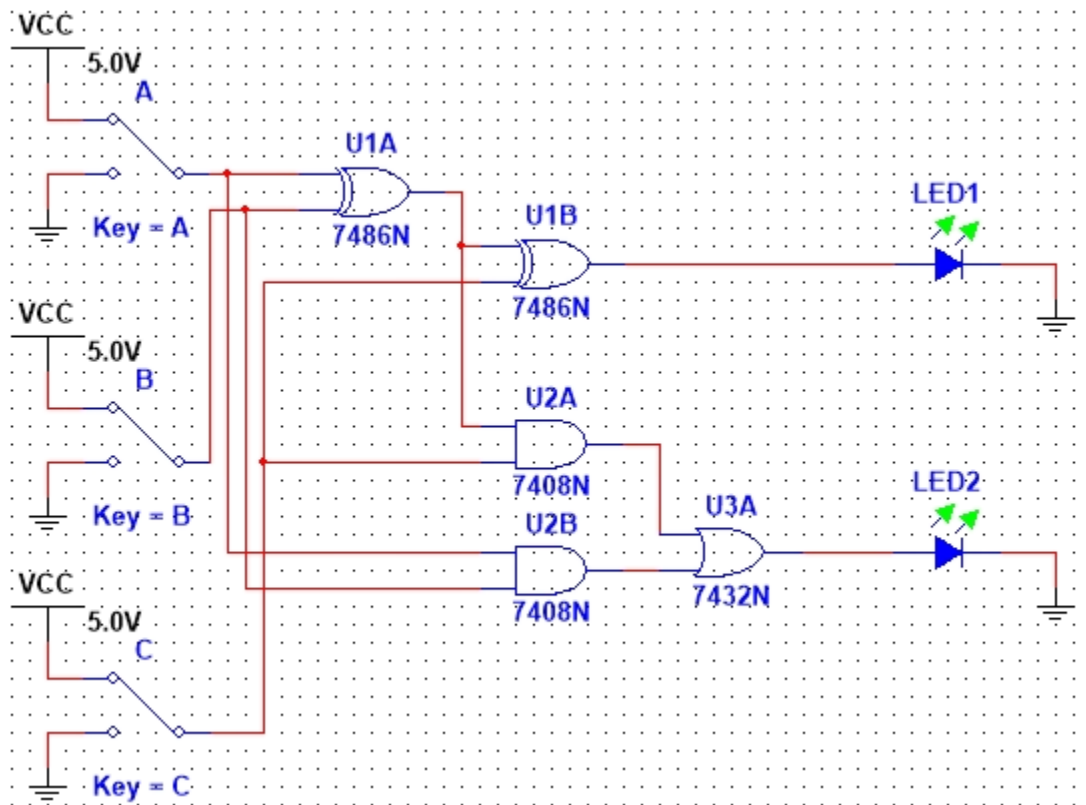 VCC
5.0V
A
Key = A
U1A
7486N
U1B
7486N
LED1
VCC
5.0V
B
Key = B
U2A
7408N
U2B
7408N
U3A
7432N
LED2
VCC
5.0V
C
Key = C